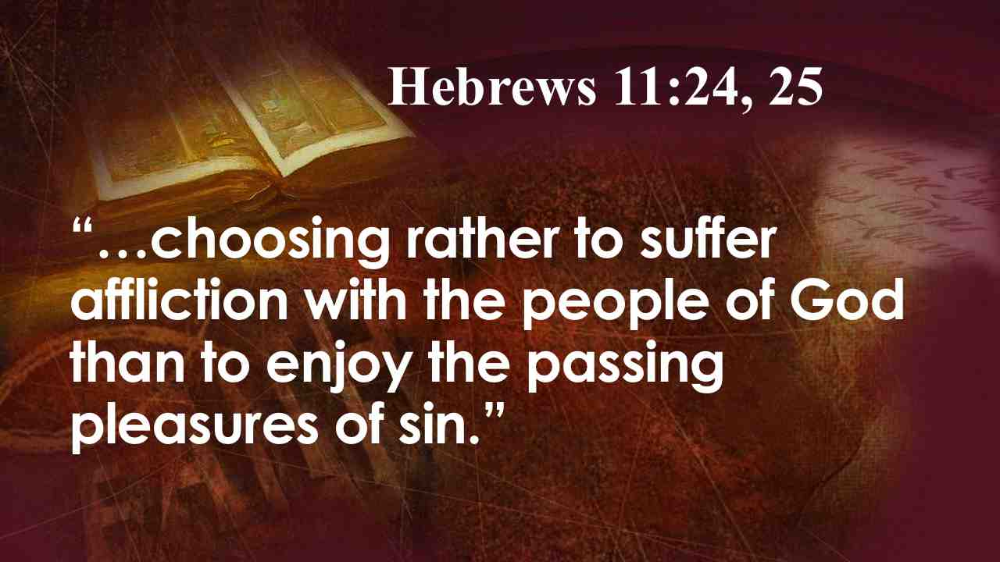 Hebrews 11:24, 25
“…choosing rather to suffer
affliction with the people of God
than to enjoy the passing
pleasures of sin.”